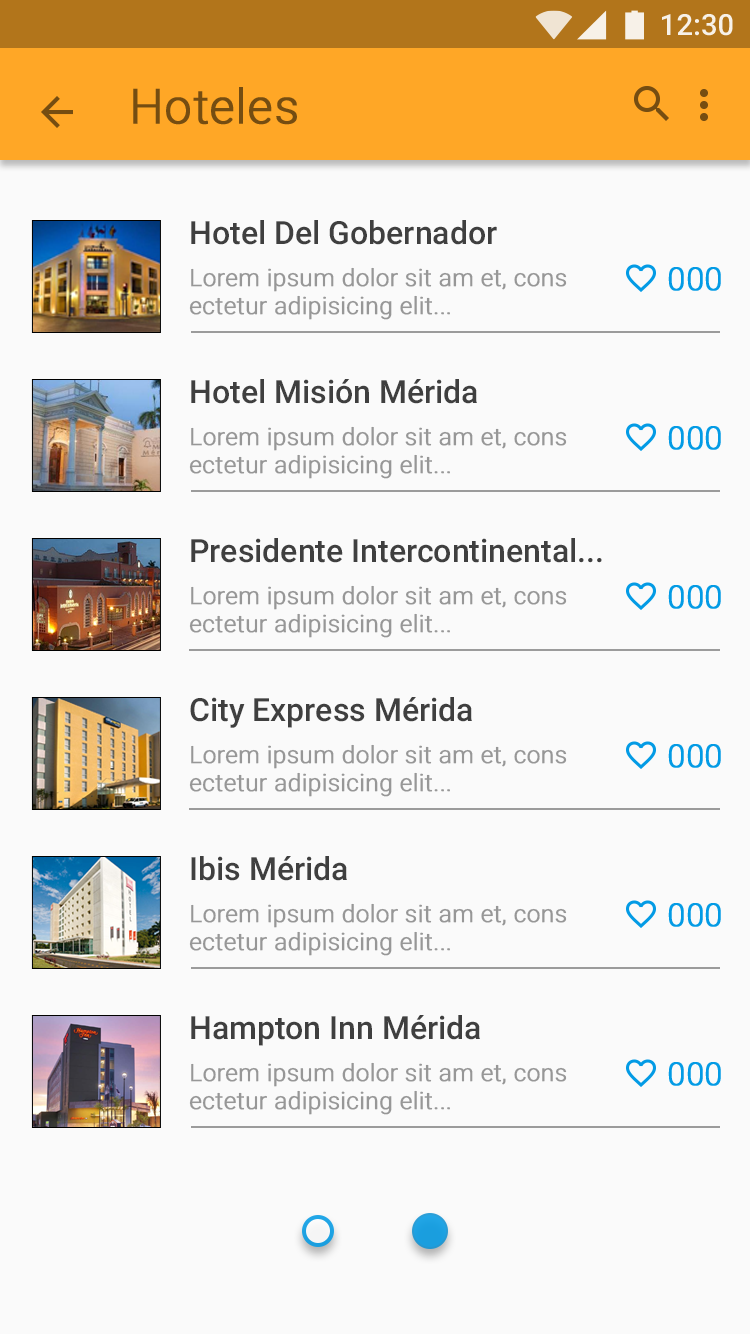 12:30
Hoteles
Hotel Del Gobernador
Lorem ipsum dolor sit am et, cons
ectetur adipisicing elit...
000
Hotel Misión Mérida
Lorem ipsum dolor sit am et, cons
ectetur adipisicing elit...
000
Presidente Intercontinental...
Lorem ipsum dolor sit am et, cons
ectetur adipisicing elit...
000
City Express Mérida
Lorem ipsum dolor sit am et, cons
ectetur adipisicing elit...
000
Ibis Mérida
Lorem ipsum dolor sit am et, cons
ectetur adipisicing elit...
000
Hampton Inn Mérida
Lorem ipsum dolor sit am et, cons
ectetur adipisicing elit...
000